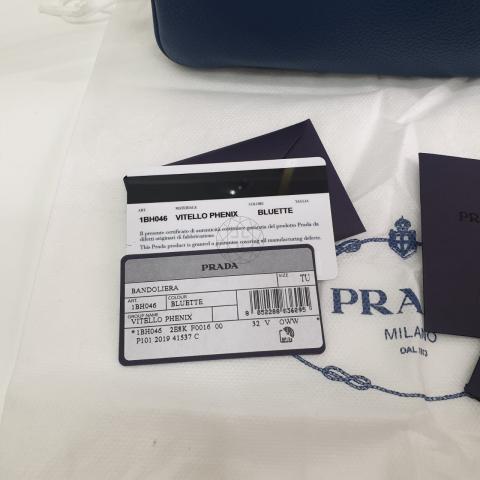 ART. MATERIALE COLORE TAGLIA
1BH046 VITELLO PHENIX BLUETTE
Il presente certificato di autenticità costituisce garanzia del prodotto Prada da
difetti originari di fabbricazione.
This Prada product is granted a guarantee covering all manufacturing defects.
PRADA
BANDOLIERA
SIZE
TU
ART.
1BH046
COLOUR
BLUETTE
GROUP NAME
VITELLO PHENIX
8 052288 636095
*1BH046 2E8K F0016 00 32 V OWW
P101 2019 41537 C
PRA
MILANO
DAL 1913